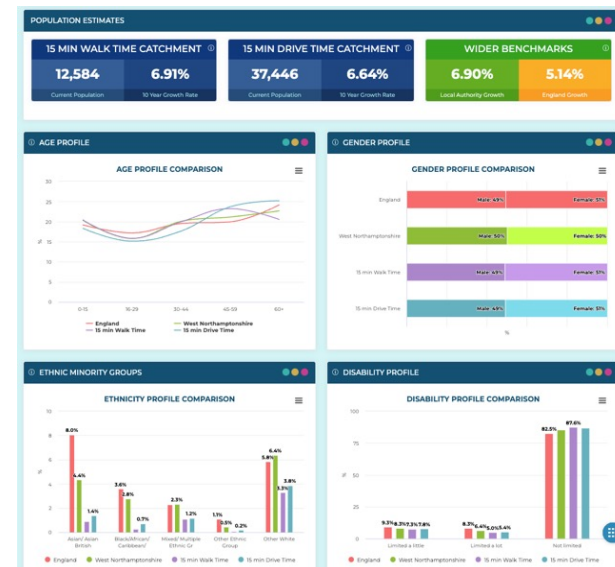 POPULATION ESTIMATES
15 MIN WALK TIME CATCHMENT
15 MIN DRIVE TIME CATCHMENT
WIDER BENCHMARKS
12,584
6.91%
37,446
6.64%
6.90%
5.14%
Current Population
10 Year Growth Rate
Current Population
10 Year Growth Rate
Local Authority Growth
England Growth
AGE PROFILE
GENDER PROFILE
AGE PROFILE COMPARISON
30
25
20
15
10
5
0
%
0-15
16-29
30-44
45-59
60+
England
West Northamptonshire
15 min Walk Time
15 min Drive Time
GENDER PROFILE COMPARISON
England
Male: 49%
Female: 51%
West Northamptonshire
Male: 50%
Female: 50%
15 min Walk Time
Male: 49%
Female: 51%
15 min Drive Time
Male: 49%
Female: 51%
%
ETHNIC MINORITY GROUPS
DISABILITY PROFILE
ETHNICITY PROFILE COMPARISON
10
8
6
4
2
0
%
8.0%
4.4%
1.4%
3.6%
2.8%
0.7%
2.3%
1.2%
1.1%
0.5%
0.2%
5.8%
6.4%
3.3%
3.8%
Asian/ Asian
British
Black/African/
Caribbean/
Mixed/ Multiple
Ethnic Gr
Other Ethnic
Group
Other White
England
West Northamptonshire
15 min Walk Time
15 min Drive Time
DISABILITY PROFILE COMPARISON
100
75
50
25
0
%
9.3%
8.3%
7.3%
7.8%
8.3%
6.4%
5.0%
5.4%
82.5%
87.6%
Limited a little
Limited a lot
Not limited
England
West Northamptonshire
15 min Walk Time
15 min Drive Time